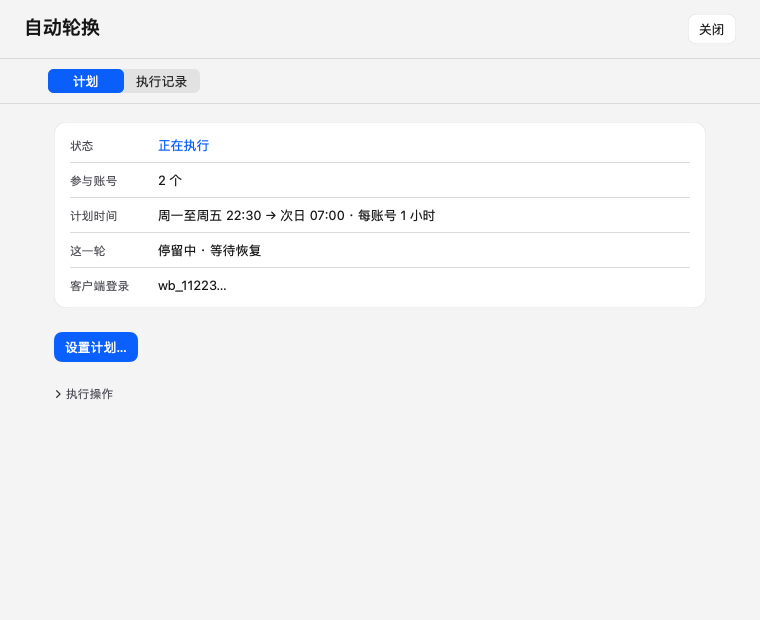 自动轮换
关闭
计划
执行记录
状态 正在执行
参与账号 2 个
计划时间 周一至周五 22:30 → 次日 07:00 · 每账号 1 小时
这一轮 停留中 · 等待恢复
客户端登录 wb_11223...
设置计划...
执行操作